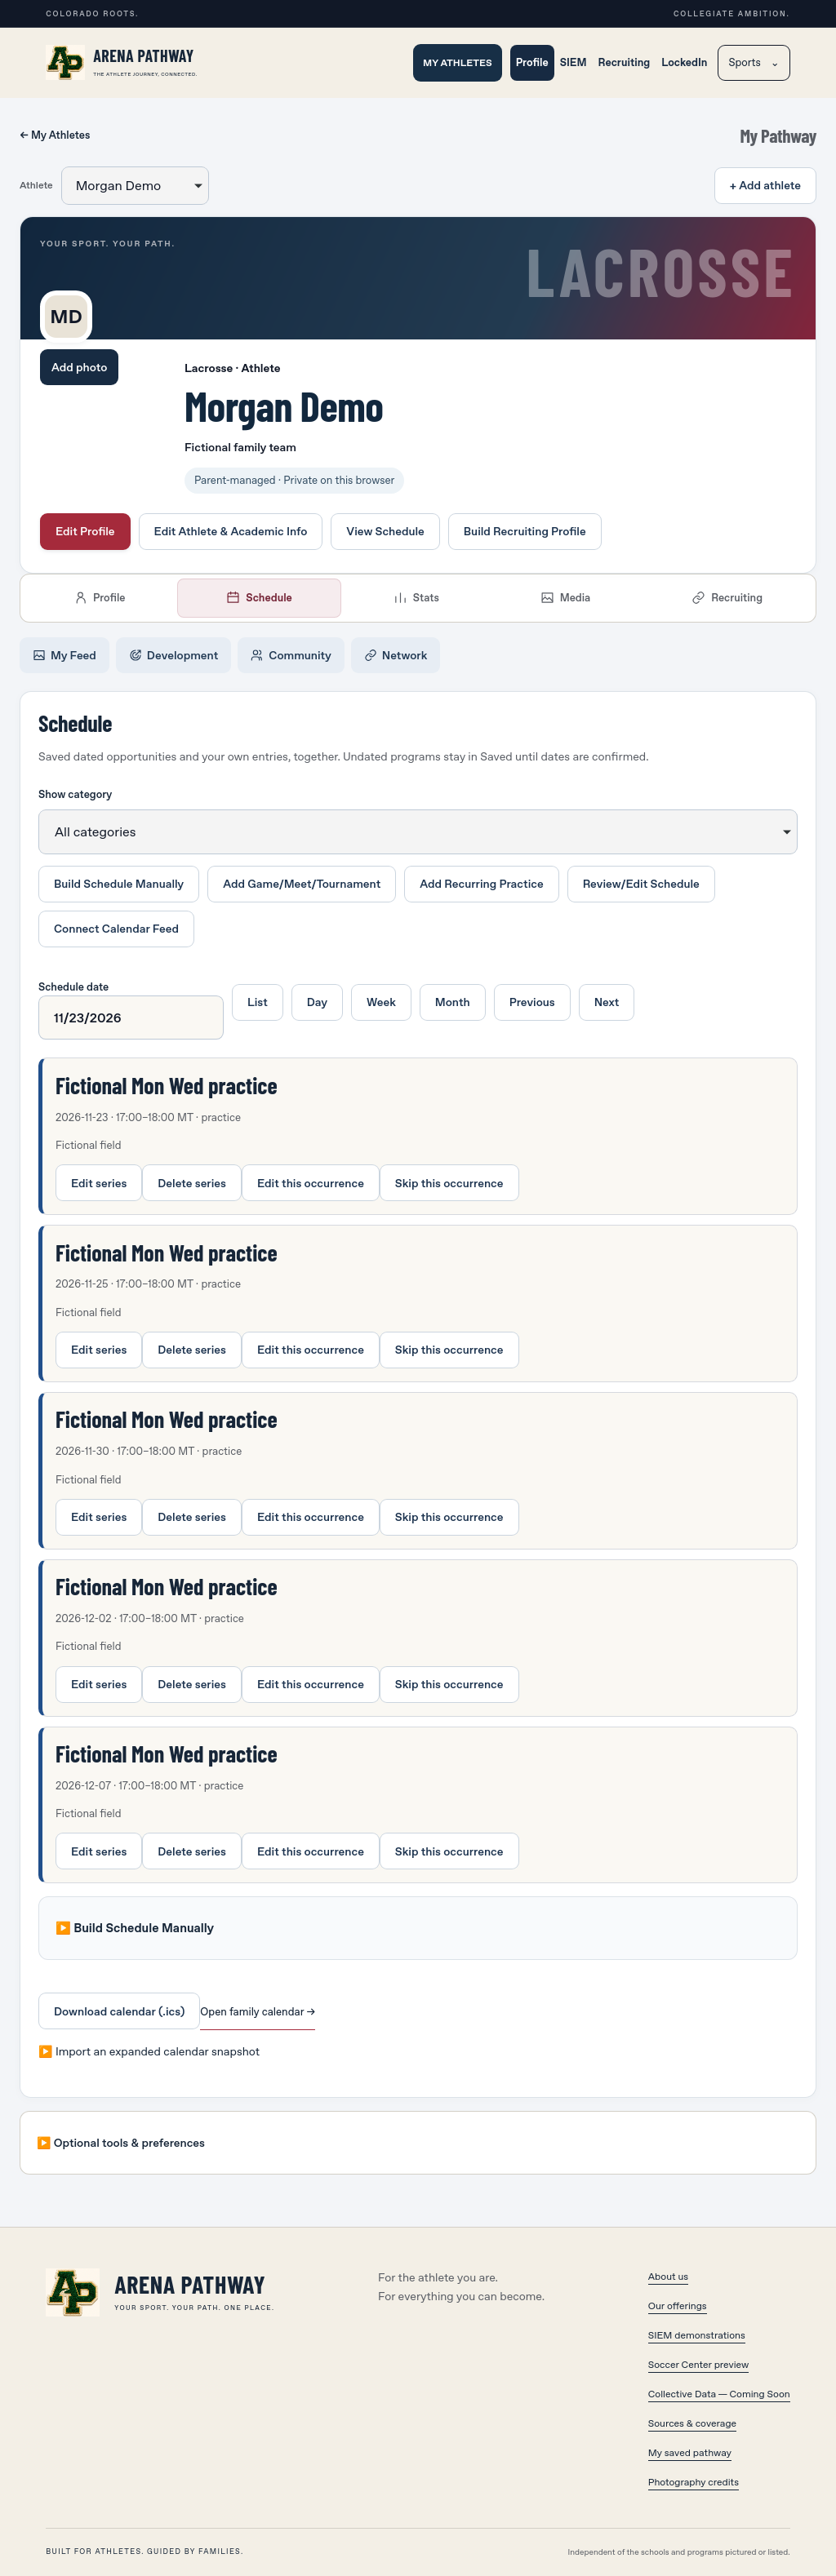 COLORADO ROOTS.
COLLEGIATE AMBITION.
AP
ARENA PATHWAY
THE ATHLETE JOURNEY, CONNECTED.
MY ATHLETES
Profile
SIEM
Recruiting
LockedIn
Sports
← My Athletes
My Pathway
Athlete
Morgan Demo
+ Add athlete
YOUR SPORT. YOUR PATH.
LACROSSE
MD
Add photo
Lacrosse · Athlete
Morgan Demo
Fictional family team
Parent-managed · Private on this browser
Edit Profile
Edit Athlete & Academic Info
View Schedule
Build Recruiting Profile
Profile
Schedule
Stats
Media
Recruiting
My Feed
Development
Community
Network
Schedule
Saved dated opportunities and your own entries, together. Undated programs stay in Saved until dates are confirmed.
Show category
All categories
Build Schedule Manually
Add Game/Meet/Tournament
Add Recurring Practice
Review/Edit Schedule
Connect Calendar Feed
Schedule date
11/23/2026
List
Day
Week
Month
Previous
Next
Fictional Mon Wed practice
2026-11-23 · 17:00–18:00 MT · practice
Fictional field
Edit series
Delete series
Edit this occurrence
Skip this occurrence
Fictional Mon Wed practice
2026-11-25 · 17:00–18:00 MT · practice
Fictional field
Edit series
Delete series
Edit this occurrence
Skip this occurrence
Fictional Mon Wed practice
2026-11-30 · 17:00–18:00 MT · practice
Fictional field
Edit series
Delete series
Edit this occurrence
Skip this occurrence
Fictional Mon Wed practice
2026-12-02 · 17:00–18:00 MT · practice
Fictional field
Edit series
Delete series
Edit this occurrence
Skip this occurrence
Fictional Mon Wed practice
2026-12-07 · 17:00–18:00 MT · practice
Fictional field
Edit series
Delete series
Edit this occurrence
Skip this occurrence
Build Schedule Manually
Download calendar (.ics)
Open family calendar →
Import an expanded calendar snapshot
Optional tools & preferences
AP
ARENA PATHWAY
YOUR SPORT. YOUR PATH. ONE PLACE.
For the athlete you are.
For everything you can become.
About us
Our offerings
SIEM demonstrations
Soccer Center preview
Collective Data — Coming Soon
Sources & coverage
My saved pathway
Photography credits
BUILT FOR ATHLETES. GUIDED BY FAMILIES.
Independent of the schools and programs pictured or listed.